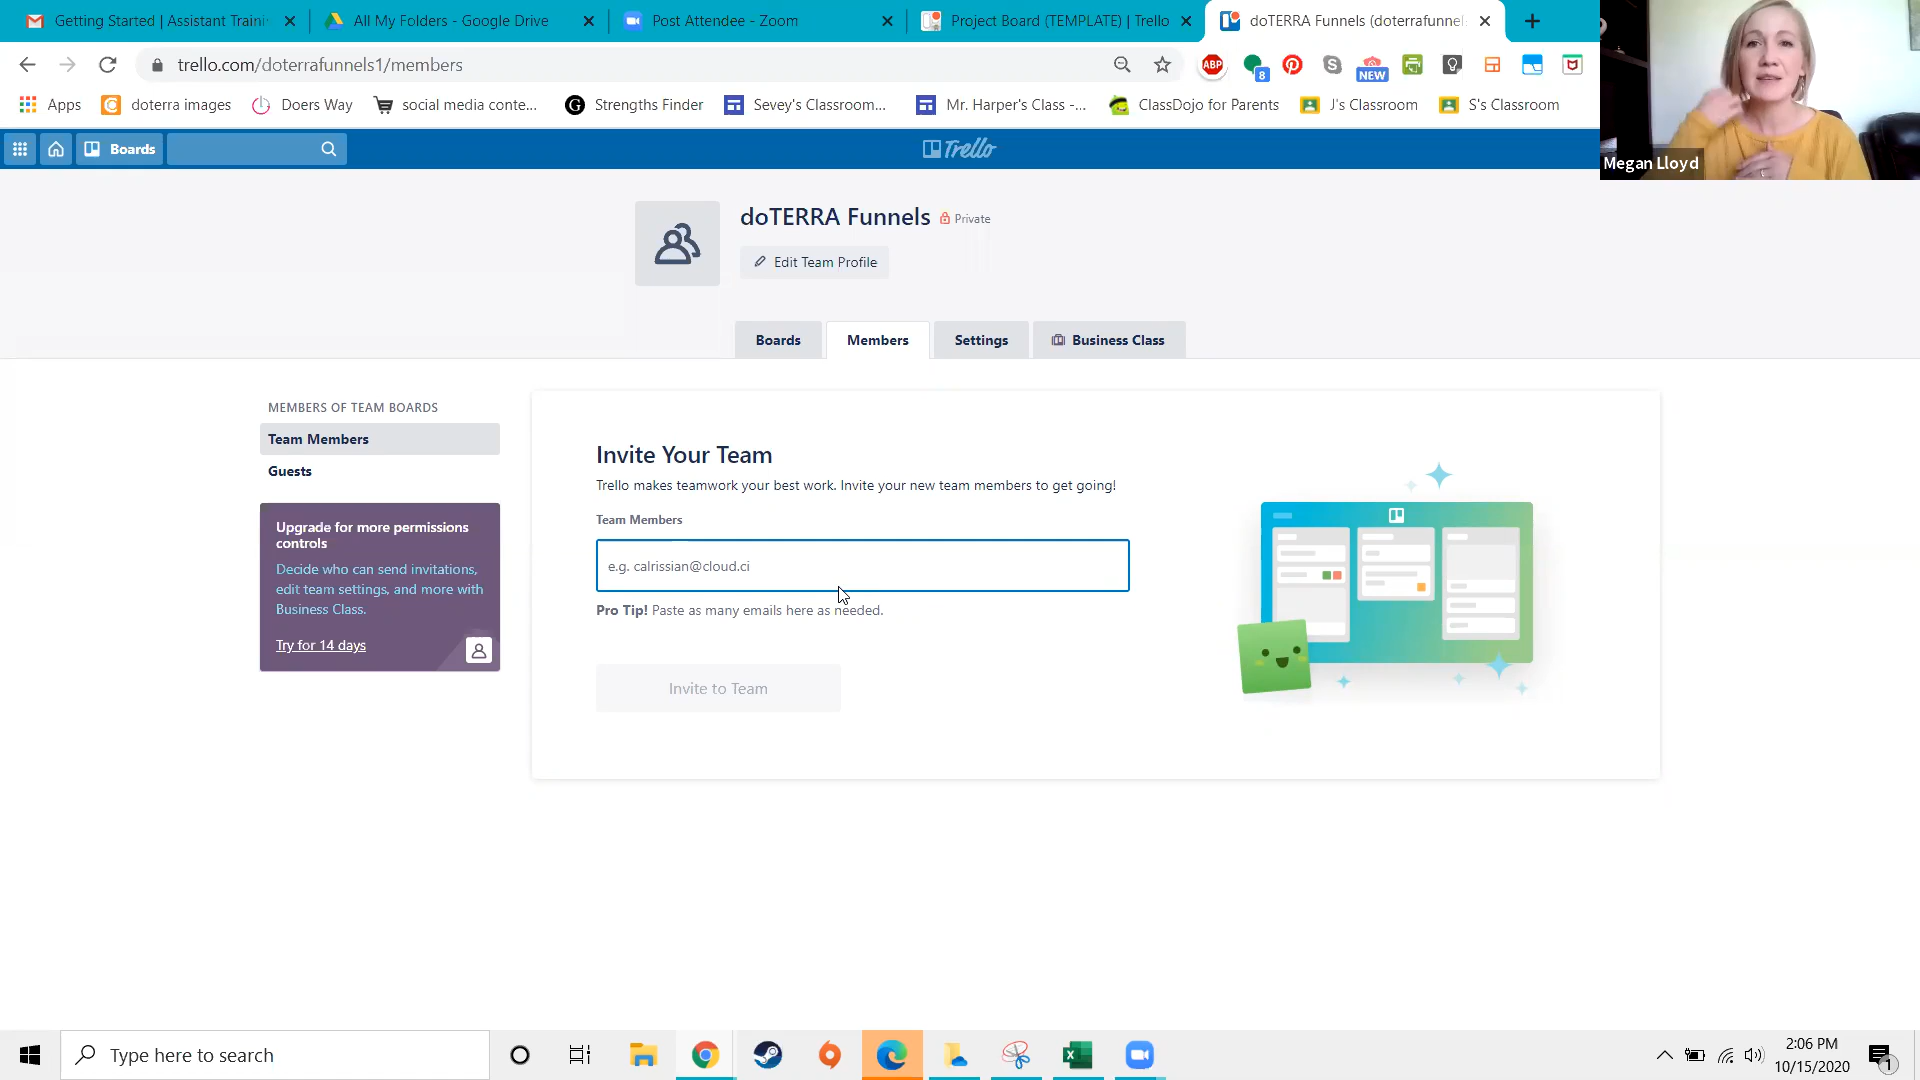 Getting Started | Assistant Traini
All My Folders - Google Drive
Post Attendee - Zoom
Project Board (TEMPLATE) | Trello
doTERRA Funnels (doterrafunnel
trello.com/doterrafunnels1/members
ABP
8
NEW
Apps
doterra images
Doers Way
social media conte...
G
Strengths Finder
Sevey's Classroom...
Mr. Harper's Class -...
ClassDojo for Parents
J's Classroom
S's Classroom
Boards
Trello
Megan Lloyd
doTERRA Funnels
Private
Edit Team Profile
Boards
Members
Settings
Business Class
MEMBERS OF TEAM BOARDS
Team Members
Guests
Upgrade for more permissions
controls
Decide who can send invitations,
edit team settings, and more with
Business Class.
Try for 14 days
Invite Your Team
Trello makes teamwork your best work. Invite your new team members to get going!
Team Members
e.g. calrissian@cloud.ci
Pro Tip! Paste as many emails here as needed.
Invite to Team
Type here to search
2:06 PM
10/15/2020
1